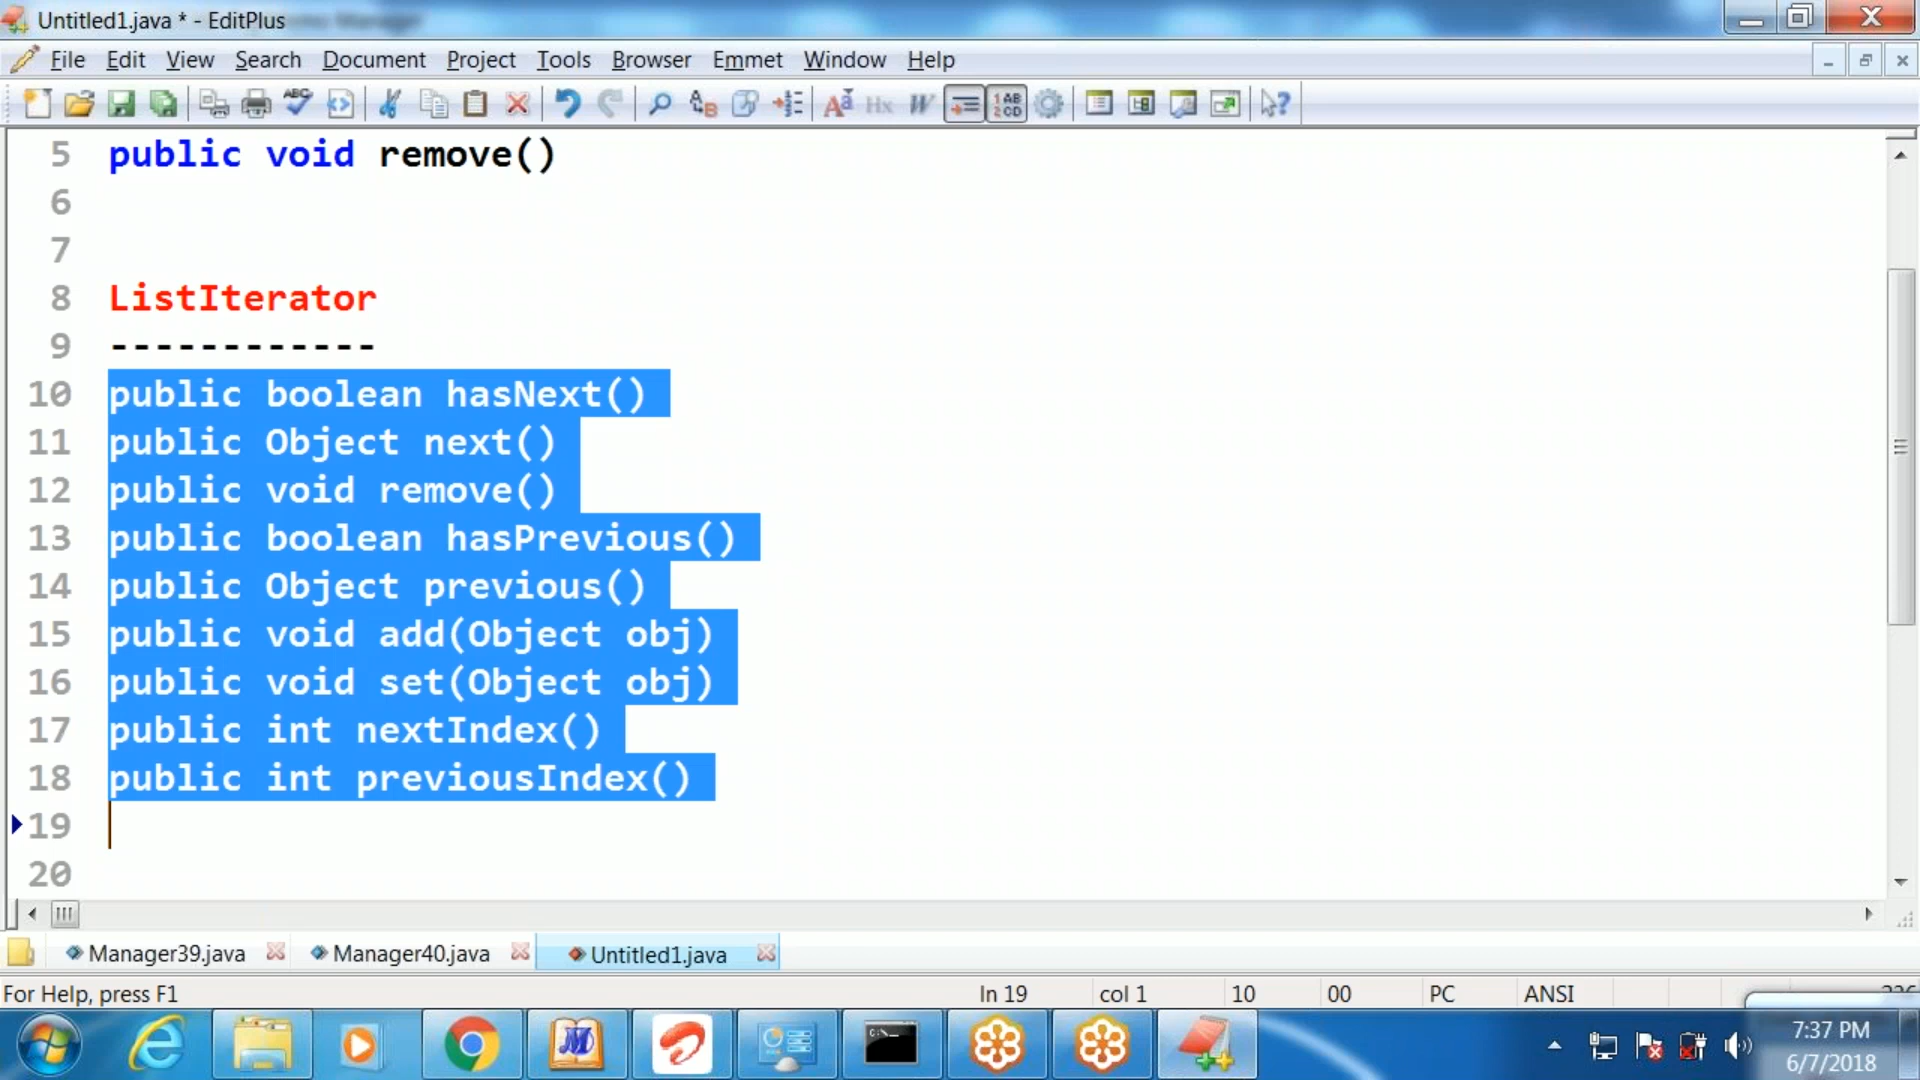 Untitled1.java * - EditPlus
File Edit View Search Document Project Tools Browser Emmet Window Help
5 public void remove()
6
7
8 ListIterator
9 ------------
10 public boolean hasNext()
11 public Object next()
12 public void remove()
13 public boolean hasPrevious()
14 public Object previous()
15 public void add(Object obj)
16 public void set(Object obj)
17 public int nextIndex()
18 public int previousIndex()
19
20
Manager39.java Manager40.java Untitled1.java
For Help, press F1 ln 19 col 1 10 00 PC ANSI
7:37 PM
6/7/2018